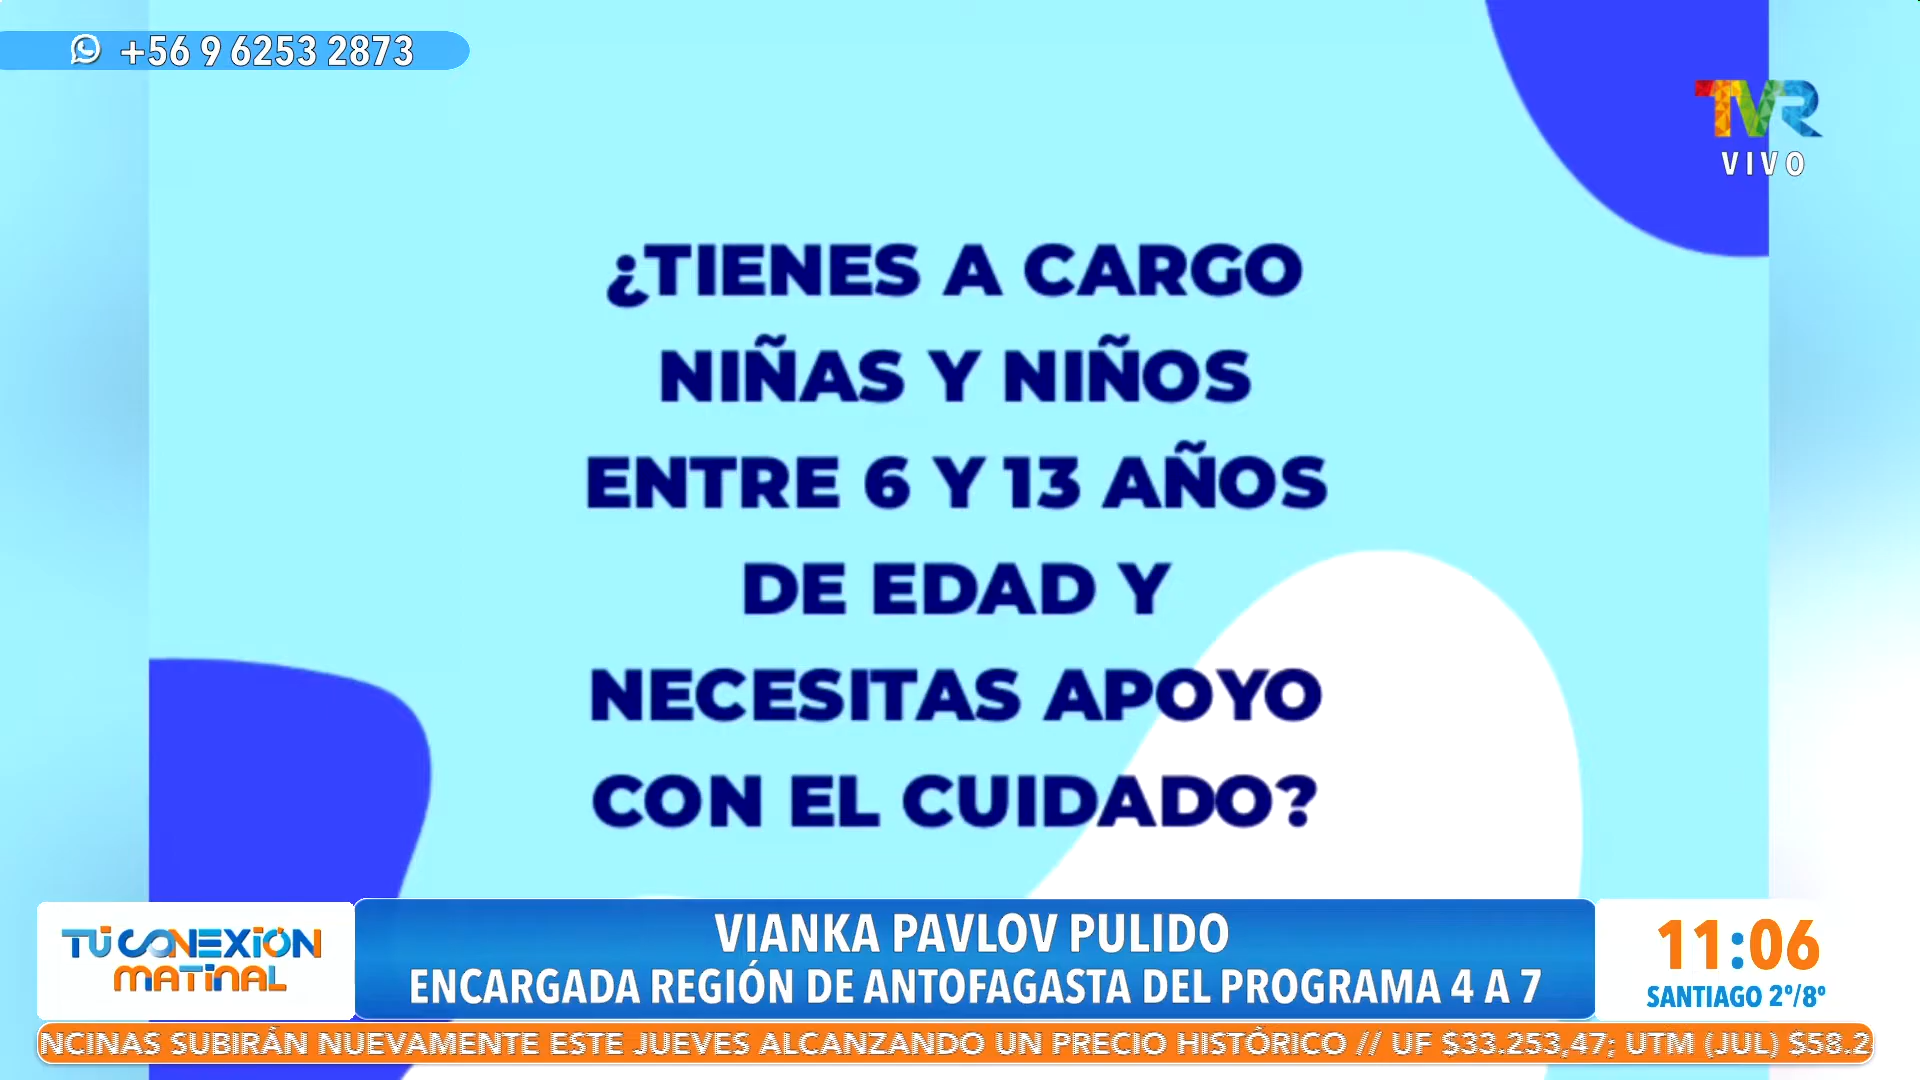 +56 9 6253 2873
TVR
VIVO
¿TIENES A CARGO
NIÑAS Y NIÑOS
ENTRE 6 Y 13 AÑOS
DE EDAD Y
NECESITAS APOYO
CON EL CUIDADO?
TÚ CONEXIÓN
MATINAL
VIANKA PAVLOV PULIDO
ENCARGADA REGIÓN DE ANTOFAGASTA DEL PROGRAMA 4 A 7
11:06
SANTIAGO 2°/8°
NCINAS SUBIRÁN NUEVAMENTE ESTE JUEVES ALCANZANDO UN PRECIO HISTÓRICO // UF $33.253,47; UTM (JUL) $58.2